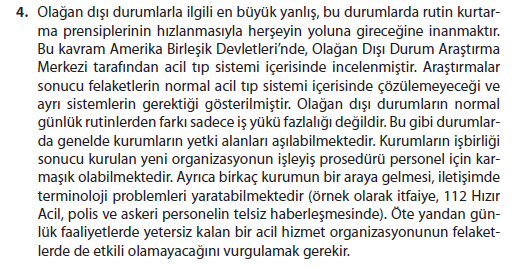 4. Olağan dışı durumlarla ilgili en büyük yanlış, bu durumlarda rutin kurtar-
ma prensiplerinin hızlanmasıyla herşeyin yoluna gireceğine inanmaktır.
Bu kavram Amerika Birleşik Devletleri’nde, Olağan Dışı Durum Araştırma
Merkezi tarafından acil tıp sistemi içerisinde incelenmiştir. Araştırmalar
sonucu felaketlerin normal acil tıp sistemi içerisinde çözülemeyeceği ve
ayrı sistemlerin gerektiği gösterilmiştir. Olağan dışı durumların normal
günlük rutinlerden farkı sadece iş yükü fazlalığı değildir. Bu gibi durumlar-
da genelde kurumların yetki alanları aşılabilmektedir. Kurumların işbirliği
sonucu kurulan yeni organizasyonun işleyiş prosedürü personel için kar-
maşık olabilmektedir. Ayrıca birkaç kurumun bir araya gelmesi, iletişimde
terminoloji problemleri yaratabilmektedir (örnek olarak itfaiye, 112 Hızır
Acil, polis ve askeri personelin telsiz haberleşmesinde). Öte yandan gün-
lük faaliyetlerde yetersiz kalan bir acil hizmet organizasyonunun felaket-
lerde de etkili olamayacağını vurgulamak gerekir.